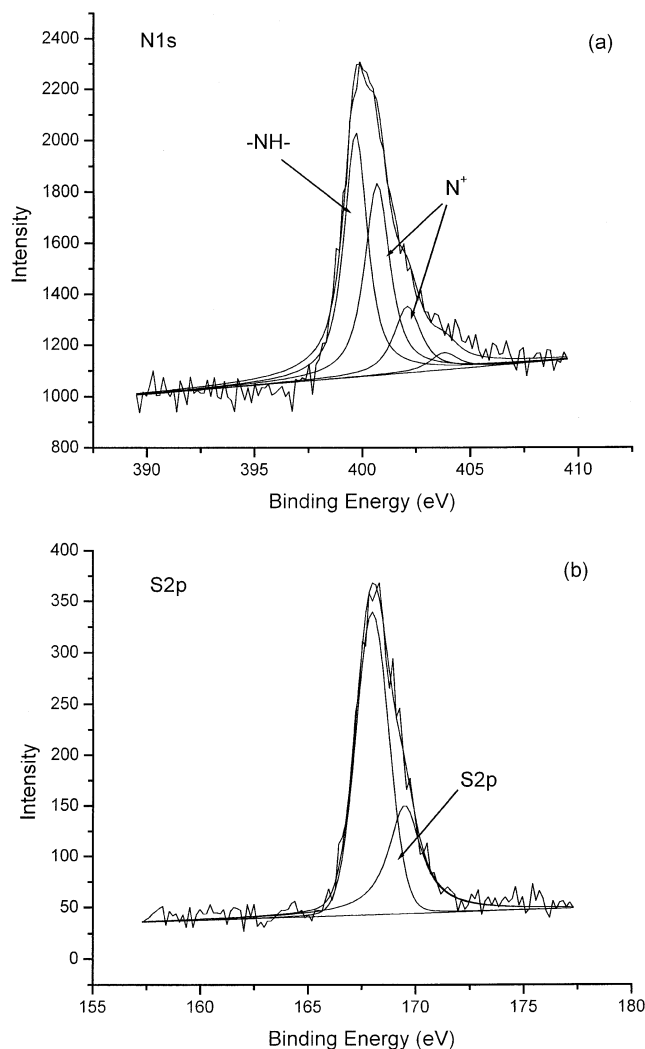 N1s
(a)
2400
2200
2000
1800
1600
1400
1200
1000
800
-NH-
N⁺
Intensity
390
395
400
405
410
Binding Energy (eV)
S2p
(b)
400
350
300
250
200
150
100
50
0
S2p
Intensity
155
160
165
170
175
180
Binding Energy (eV)